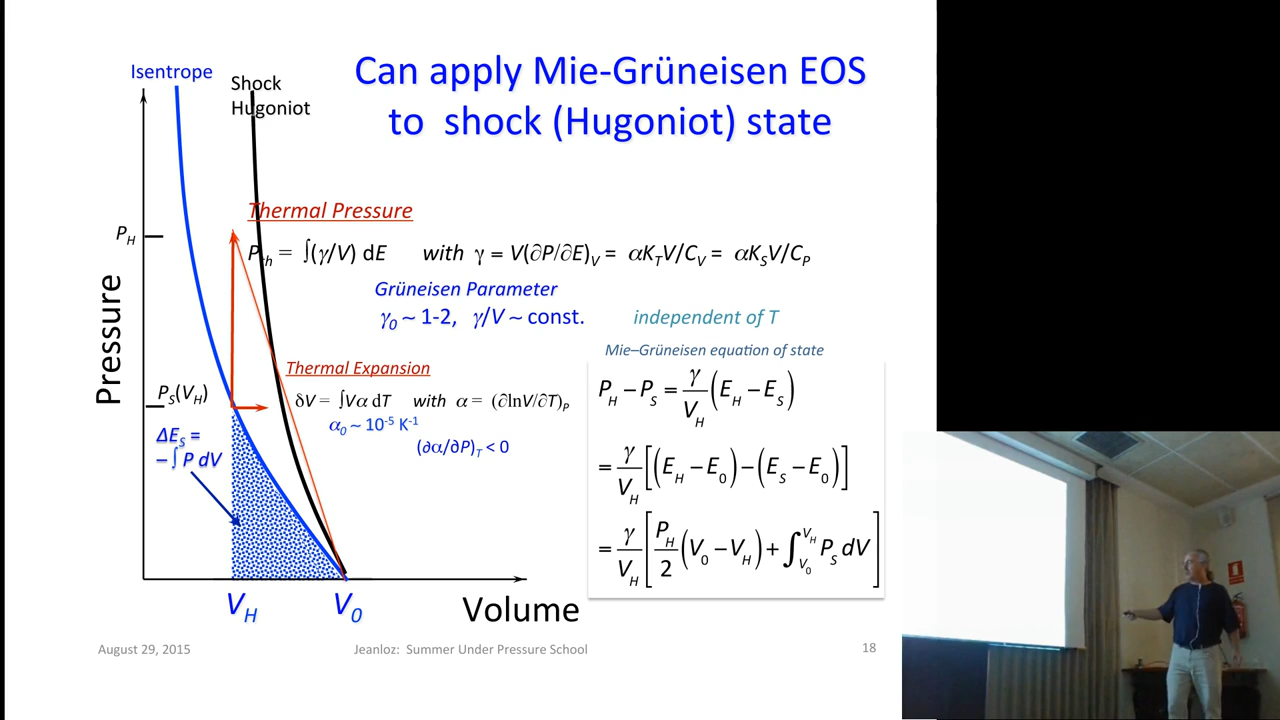 Can apply Mie-Grüneisen EOS
to shock (Hugoniot) state
Isentrope
Shock
Hugoniot
Thermal Pressure
P_H
P_th = ∫(γ/V) dE with γ = V(∂P/∂E)_V = αK_TV/C_V = αK_SV/C_P
Grüneisen Parameter
γ_0 ~ 1-2, γ/V ~ const. independent of T
Pressure
Mie–Grüneisen equation of state
Thermal Expansion
P_S(V_H)
δV = ∫Vα dT with α = (∂lnV/∂T)_P
α_0 ~ 10^-5 K^-1
(∂α/∂P)_T < 0
ΔE_S =
– ∫ P dV
P_H − P_S = γ/V_H (E_H − E_S)
= γ/V_H [(E_H − E_0) − (E_S − E_0)]
= γ/V_H [P_H/2 (V_0 − V_H) + ∫_{V_0}^{V_H} P_S dV]
V_H
V_0
Volume
August 29, 2015
Jeanloz: Summer Under Pressure School
18